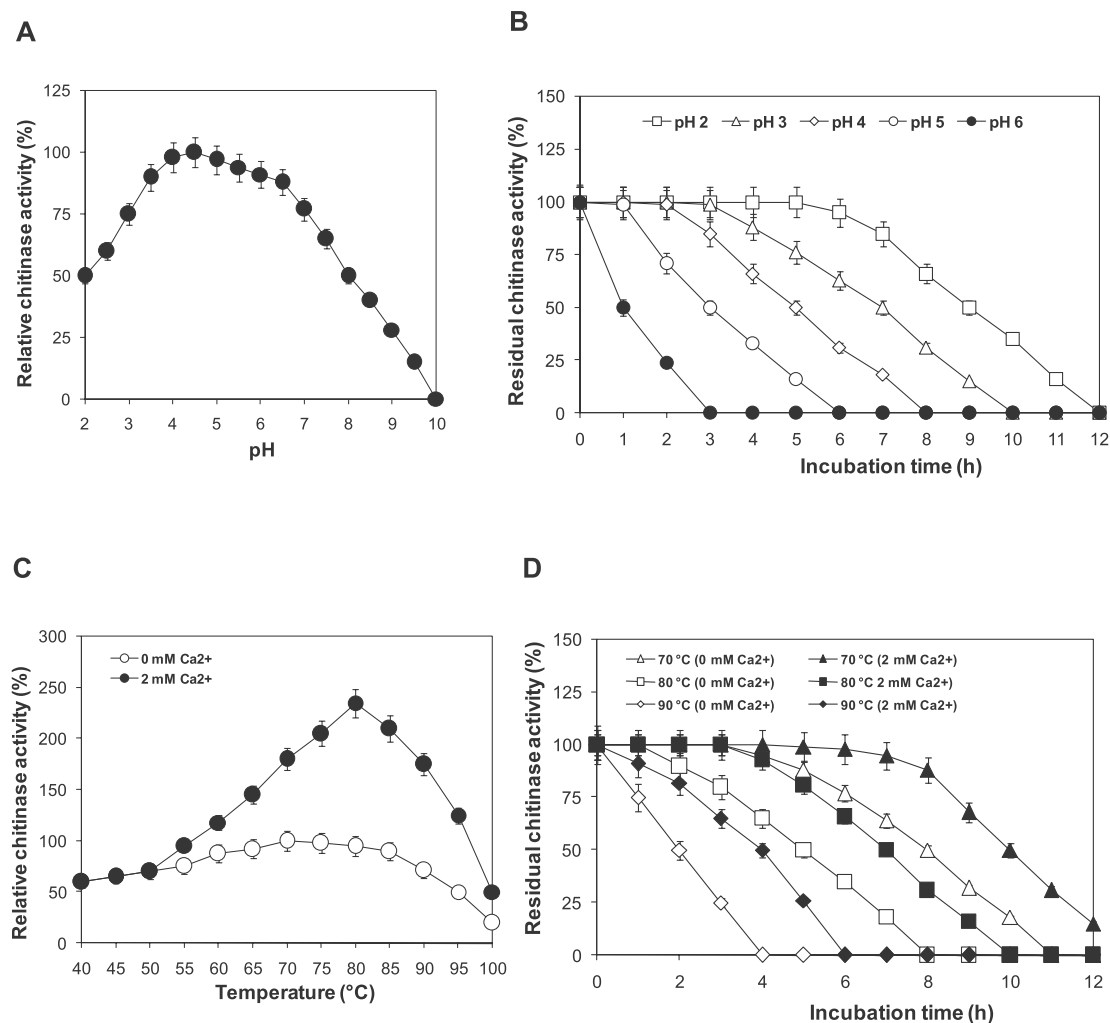 A
Relative chitinase activity (%)
125
100
75
50
25
0
2 3 4 5 6 7 8 9 10
pH
B
Residual chitinase activity (%)
150
125
100
75
50
25
0
pH 2 pH 3 pH 4 pH 5 pH 6
0 1 2 3 4 5 6 7 8 9 10 11 12
Incubation time (h)
C
Relative chitinase activity (%)
300
250
200
150
100
50
0
0 mM Ca2+
2 mM Ca2+
40 45 50 55 60 65 70 75 80 85 90 95 100
Temperature (°C)
D
Residual chitinase activity (%)
150
125
100
75
50
25
0
70 °C (0 mM Ca2+) 70 °C (2 mM Ca2+)
80 °C (0 mM Ca2+) 80 °C 2 mM Ca2+)
90 °C (0 mM Ca2+) 90 °C (2 mM Ca2+)
0 2 4 6 8 10 12
Incubation time (h)